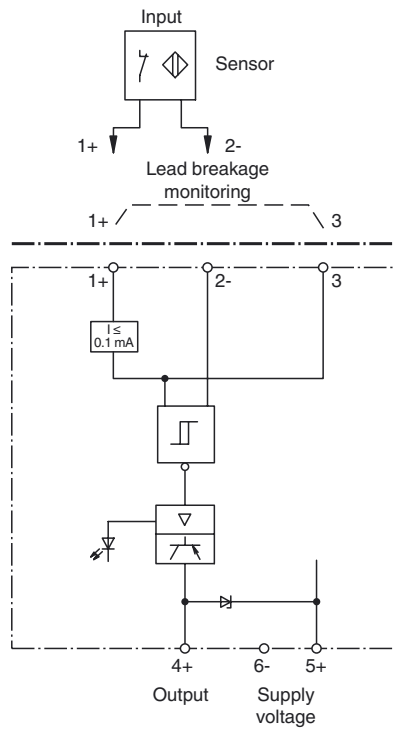 Input
Sensor
1+ 2-
Lead breakage
monitoring
1+ 3
1+ 2- 3
I ≤
0.1 mA
4+ 6- 5+
Output Supply
voltage